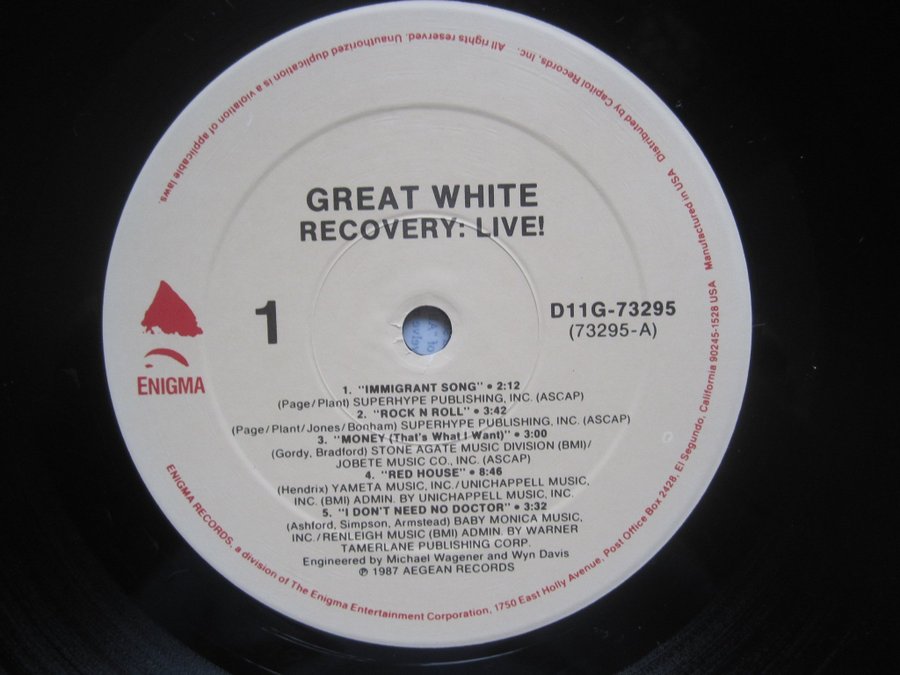 GREAT WHITE
RECOVERY: LIVE!
1
D11G-73295
(73295-A)
ENIGMA
1. "IMMIGRANT SONG" • 2:12
(Page/Plant) SUPERHYPE PUBLISHING, INC. (ASCAP)
2. "ROCK N ROLL" • 3:42
(Page/Plant/Jones/Bonham) SUPERHYPE PUBLISHING, INC. (ASCAP)
3. "MONEY (That's What I Want)" • 3:00
(Gordy, Bradford) STONE AGATE MUSIC DIVISION (BMI)/
JOBETE MUSIC CO., INC. (ASCAP)
4. "RED HOUSE" • 8:46
(Hendrix) YAMETA MUSIC, INC./UNICHAPPELL MUSIC,
INC. (BMI) ADMIN. BY UNICHAPPELL MUSIC, INC.
5. "I DON'T NEED NO DOCTOR" • 3:32
(Ashford, Simpson, Armstead) BABY MONICA MUSIC,
INC./RENLEIGH MUSIC (BMI) ADMIN. BY WARNER
TAMERLANE PUBLISHING CORP.
Engineered by Michael Wagener and Wyn Davis
℗ 1987 AEGEAN RECORDS
ENIGMA RECORDS, a division of The Enigma Entertainment Corporation, 1750 East Holly Avenue, Post Office Box 2428, El Segundo, California 90245-1528 USA Manufactured in USA Distributed by Capitol Records, Inc. All rights reserved. Unauthorized duplication is a violation of applicable laws.